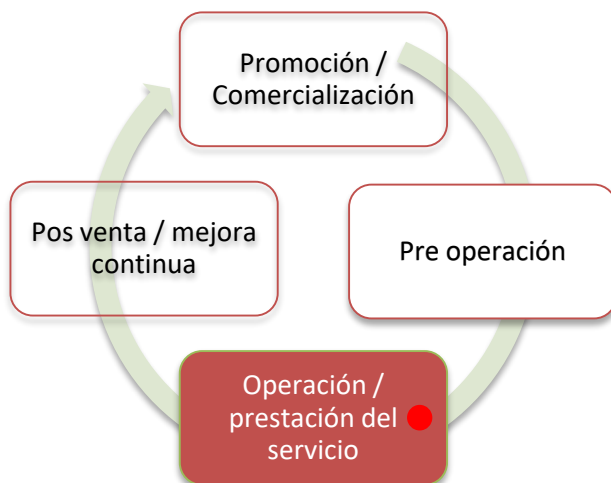 Promoción /
Comercialización
Pre operación
Operación /
prestación del
servicio
Pos venta / mejora
continua